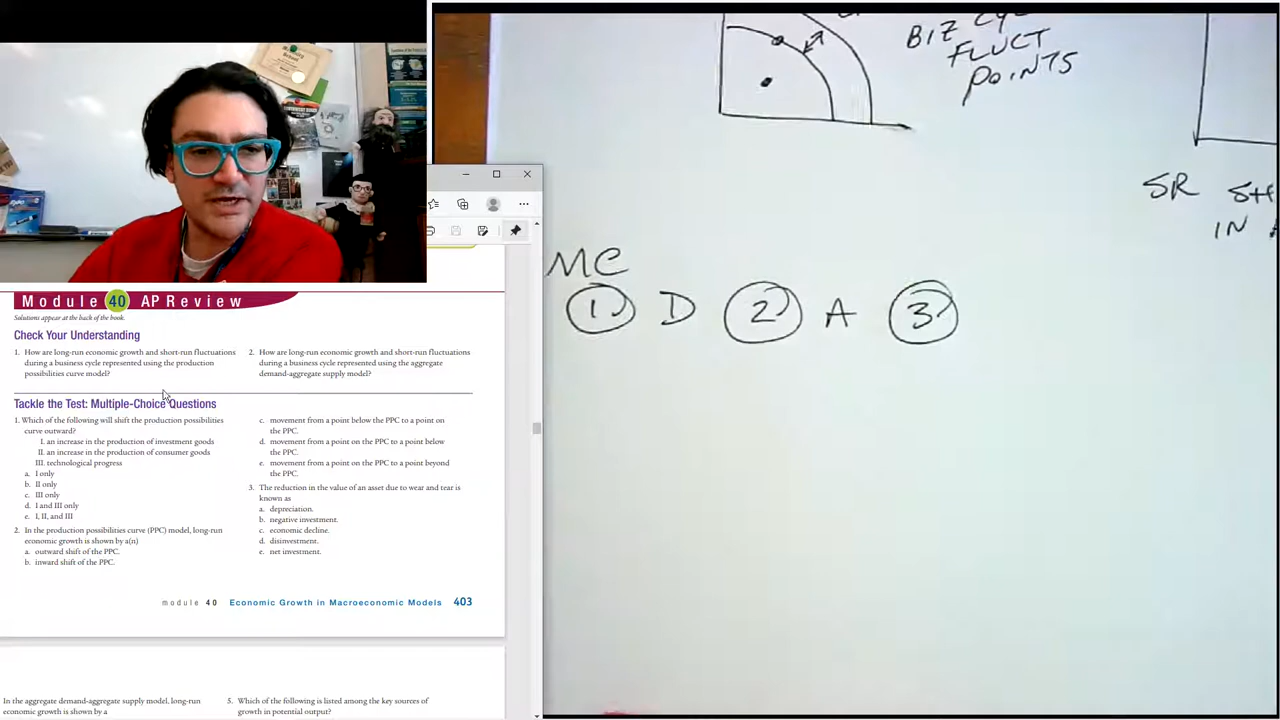 BIZ CYC
FLUCT
POINTS
SR SH
IN
MC
1 D 2 A 3
Module 40 AP Review
Solutions appear at the back of the book.
Check Your Understanding
1. How are long-run economic growth and short-run fluctuations
during a business cycle represented using the production
possibilities curve model?
2. How are long-run economic growth and short-run fluctuations
during a business cycle represented using the aggregate
demand-aggregate supply model?
Tackle the Test: Multiple-Choice Questions
1. Which of the following will shift the production possibilities
curve outward?
I. an increase in the production of investment goods
II. an increase in the production of consumer goods
III. technological progress
a. I only
b. II only
c. III only
d. I and III only
e. I, II, and III
2. In the production possibilities curve (PPC) model, long-run
economic growth is shown by a(n)
a. outward shift of the PPC.
b. inward shift of the PPC.
c. movement from a point below the PPC to a point on
the PPC.
d. movement from a point on the PPC to a point below
the PPC.
e. movement from a point on the PPC to a point beyond
the PPC.
3. The reduction in the value of an asset due to wear and tear is
known as
a. depreciation.
b. negative investment.
c. economic decline.
d. disinvestment.
e. net investment.
module 40 Economic Growth in Macroeconomic Models 403
In the aggregate demand-aggregate supply model, long-run
economic growth is shown by a
5. Which of the following is listed among the key sources of
growth in potential output?